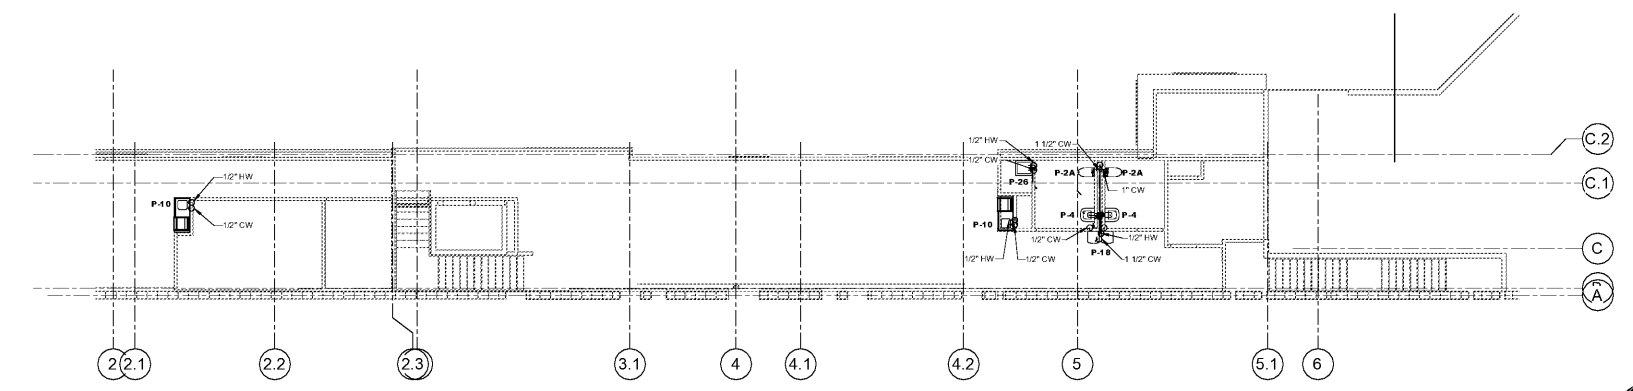 1/2" HW
1 1/2" CW
C.2
1/2" CW
P-2A
P-2A
P-26
1/2" HW
C.1
1" CW
P-10
P-4
P-4
1/2" CW
P-10
1/2" CW
1/2" HW
C
P-18
1/2" HW
1/2" CW
1 1/2" CW
A
2
2.1
2.2
2.3
3.1
4
4.1
4.2
5
5.1
6